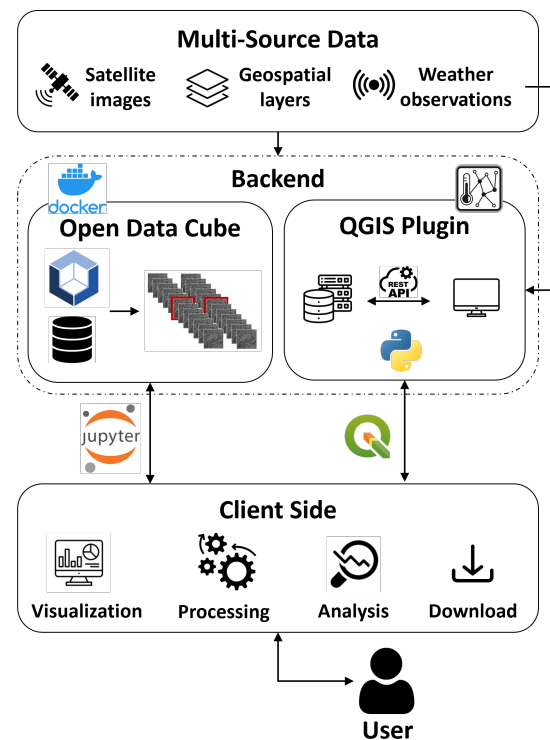 Multi-Source Data
Satellite
images
Geospatial
layers
Weather
observations
Backend
docker
Open Data Cube
QGIS Plugin
REST
API
jupyter
Client Side
Visualization
Processing
Analysis
Download
User